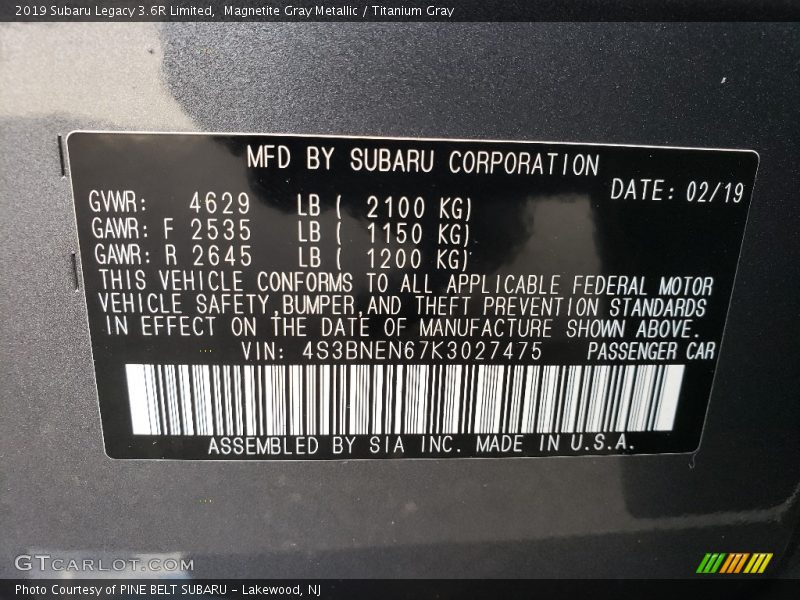 2019 Subaru Legacy 3.6R Limited,  Magnetite Gray Metallic / Titanium Gray
MFD BY SUBARU CORPORATION
DATE: 02/19
GVWR: 4629 LB ( 2100 KG)
GAWR: F 2535 LB ( 1150 KG)
GAWR: R 2645 LB ( 1200 KG)
THIS VEHICLE CONFORMS TO ALL APPLICABLE FEDERAL MOTOR
VEHICLE SAFETY,BUMPER,AND THEFT PREVENTION STANDARDS
IN EFFECT ON THE DATE OF MANUFACTURE SHOWN ABOVE.
VIN: 4S3BNEN67K3027475 PASSENGER CAR
ASSEMBLED BY SIA INC. MADE IN U.S.A.
GTCARLOT.COM
Photo Courtesy of PINE BELT SUBARU - Lakewood, NJ